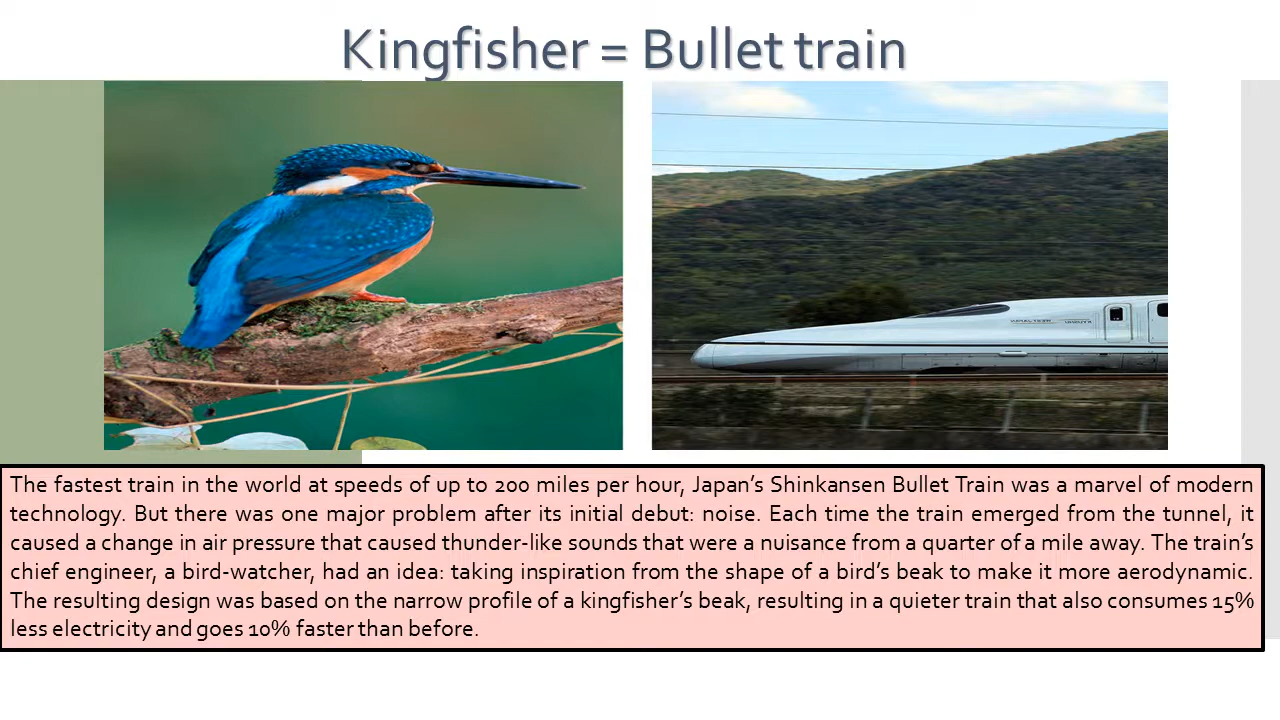 Kingfisher = Bullet train
The fastest train in the world at speeds of up to 200 miles per hour, Japan’s Shinkansen Bullet Train was a marvel of modern
technology. But there was one major problem after its initial debut: noise. Each time the train emerged from the tunnel, it
caused a change in air pressure that caused thunder-like sounds that were a nuisance from a quarter of a mile away. The train’s
chief engineer, a bird-watcher, had an idea: taking inspiration from the shape of a bird’s beak to make it more aerodynamic.
The resulting design was based on the narrow profile of a kingfisher’s beak, resulting in a quieter train that also consumes 15%
less electricity and goes 10% faster than before.